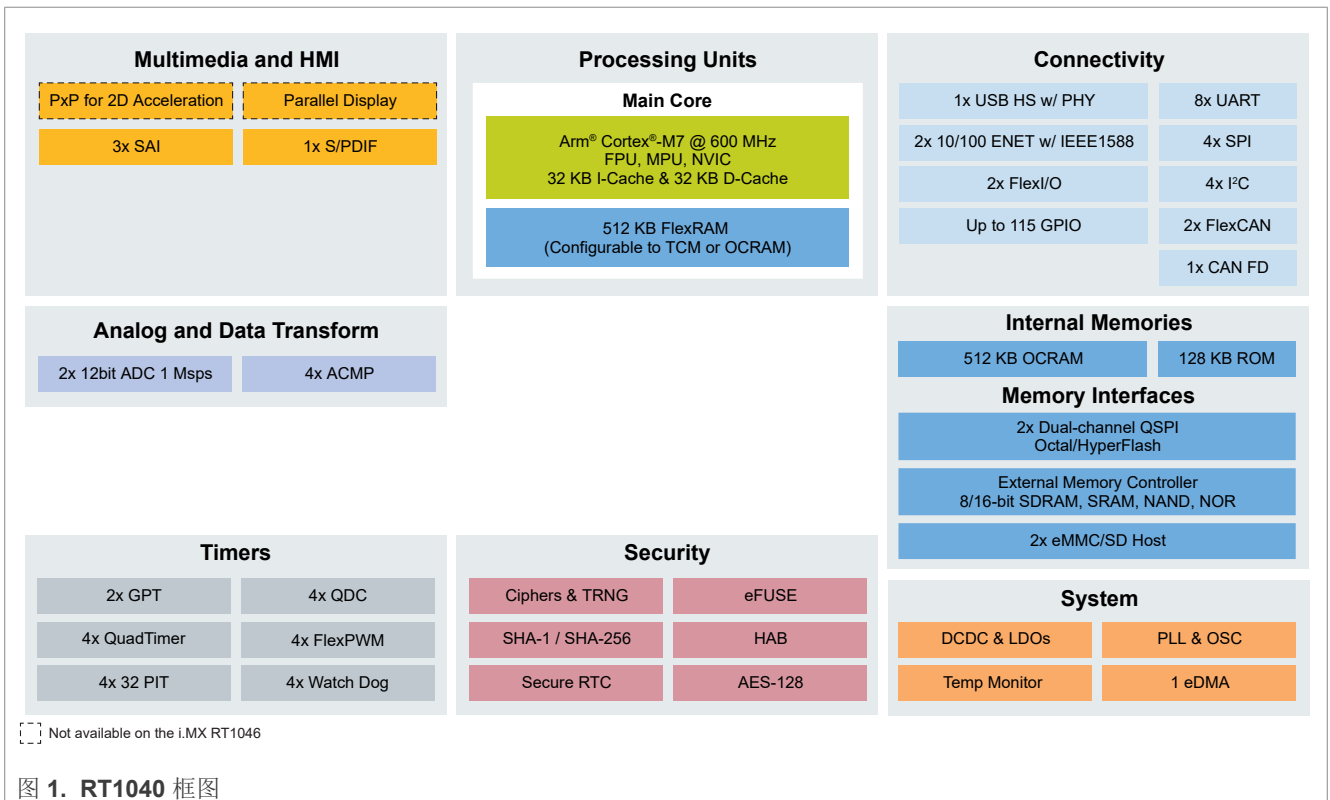 Multimedia and HMI
PxP for 2D Acceleration
Parallel Display
3x SAI
1x S/PDIF
Processing Units
Main Core
Arm® Cortex®-M7 @ 600 MHz
FPU, MPU, NVIC
32 KB I-Cache & 32 KB D-Cache
512 KB FlexRAM
(Configurable to TCM or OCRAM)
Connectivity
1x USB HS w/ PHY
8x UART
2x 10/100 ENET w/ IEEE1588
4x SPI
2x FlexI/O
4x I²C
Up to 115 GPIO
2x FlexCAN
1x CAN FD
Analog and Data Transform
2x 12bit ADC 1 Msps
4x ACMP
Internal Memories
512 KB OCRAM
128 KB ROM
Memory Interfaces
2x Dual-channel QSPI
Octal/HyperFlash
External Memory Controller
8/16-bit SDRAM, SRAM, NAND, NOR
2x eMMC/SD Host
Timers
2x GPT
4x QDC
4x QuadTimer
4x FlexPWM
4x 32 PIT
4x Watch Dog
Security
Ciphers & TRNG
eFUSE
SHA-1 / SHA-256
HAB
Secure RTC
AES-128
System
DCDC & LDOs
PLL & OSC
Temp Monitor
1 eDMA
Not available on the i.MX RT1046
图 1. RT1040 框图